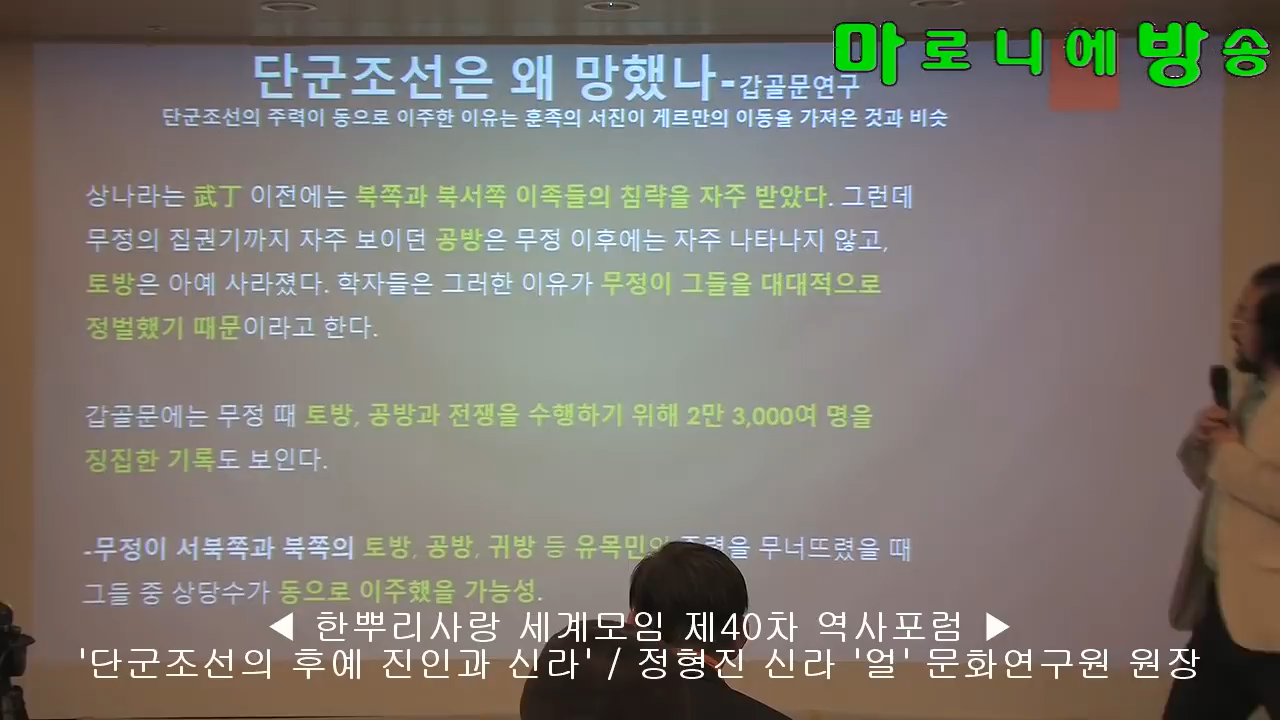 마로니에방송
단군조선은 왜 망했나-갑골문연구
단군조선의 주력이 동으로 이주한 이유는 훈족의 서진이 게르만의 이동을 가져온 것과 비슷
상나라는 武丁 이전에는 북쪽과 북서쪽 이족들의 침략을 자주 받았다. 그런데
무정의 집권기까지 자주 보이던 공방은 무정 이후에는 자주 나타나지 않고,
토방은 아예 사라졌다. 학자들은 그러한 이유가 무정이 그들을 대대적으로
정벌했기 때문이라고 한다.
갑골문에는 무정 때 토방, 공방과 전쟁을 수행하기 위해 2만 3,000여 명을
징집한 기록도 보인다.
-무정이 서북쪽과 북쪽의 토방, 공방, 귀방 등 유목민의 주력을 무너뜨렸을 때
그들 중 상당수가 동으로 이주했을 가능성.
◀ 한뿌리사랑 세계모임 제40차 역사포럼 ▶
'단군조선의 후예 진인과 신라' / 정형진 신라 '얼' 문화연구원 원장